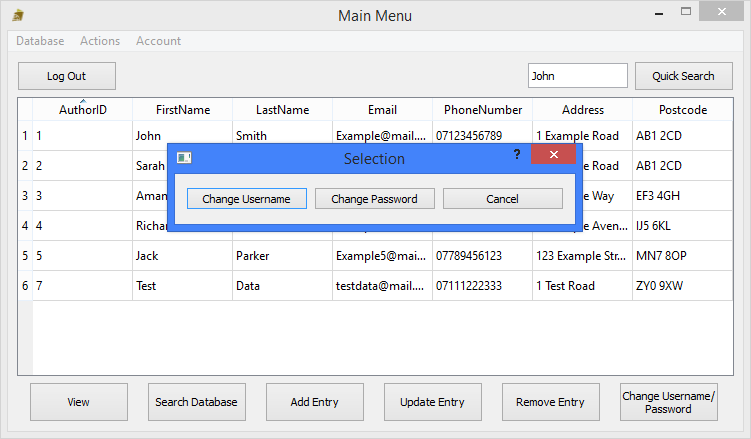 Main Menu
Database Actions Account
Log Out John Quick Search
AuthorID FirstName LastName Email PhoneNumber Address Postcode
1 1 John Smith Example@mail.... 07123456789 1 Example Road AB1 2CD
2 2 Sarah Road AB1 2CD
Selection ?
3 3 Aman Way EF3 4GH
Change Username Change Password Cancel
4 4 Richar Aven... IJ5 6KL
5 5 Jack Parker Example5@mail.... 07789456123 123 Example Str... MN7 8OP
6 7 Test Data testdata@mail.... 07111222333 1 Test Road ZY0 9XW
View Search Database Add Entry Update Entry Remove Entry Change Username/
Password